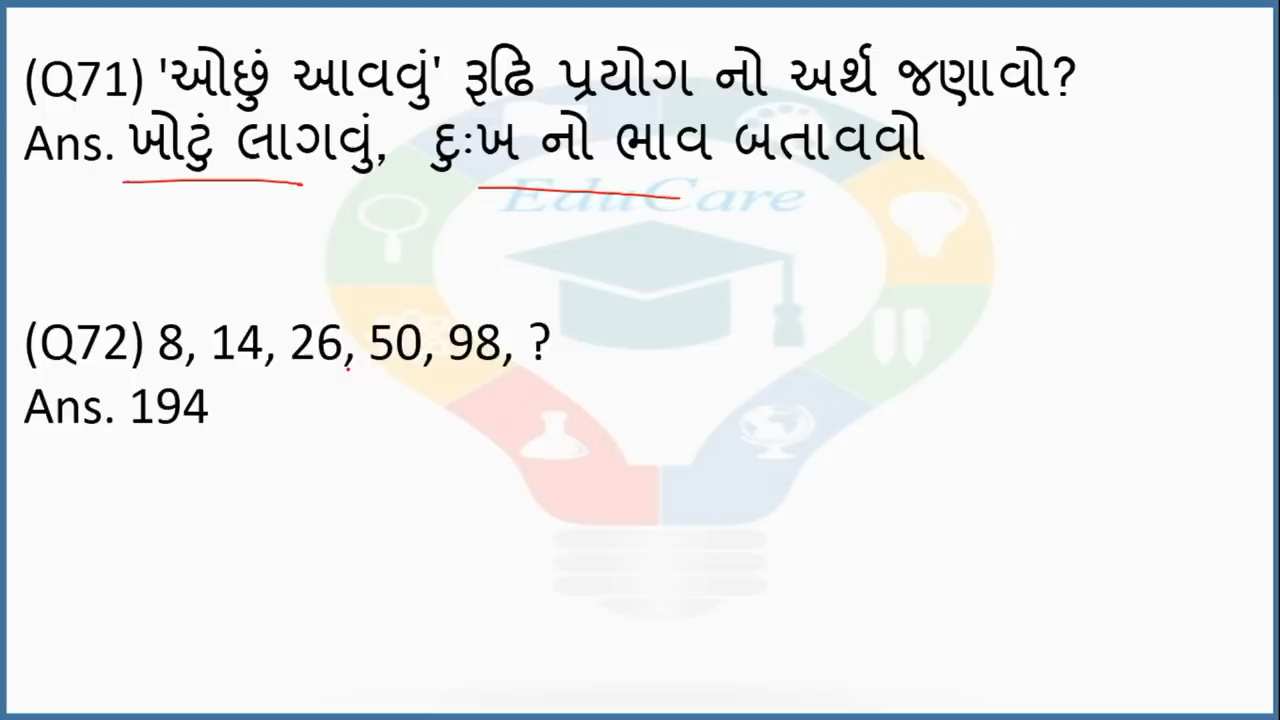 (Q71) 'ઓછું આવવું' રૂઢિ પ્રયોગ નો અર્થ જણાવો?
Ans. ખોટું લાગવું, દુઃખ નો ભાવ બતાવવો
EduCare
(Q72) 8, 14, 26, 50, 98, ?
Ans. 194